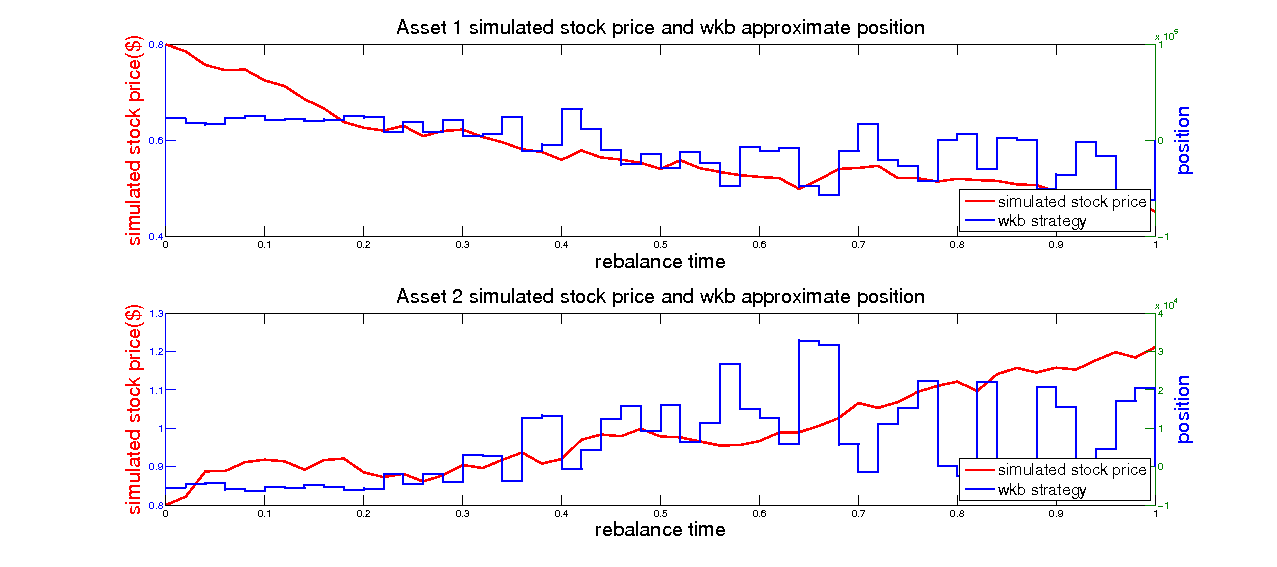 Asset 1 simulated stock price and wkb approximate position
x 10^5
simulated stock price($)
0.8
0.6
0.4
1
0
-1
position
simulated stock price
wkb strategy
0 0.1 0.2 0.3 0.4 0.5 0.6 0.7 0.8 0.9 1
rebalance time
Asset 2 simulated stock price and wkb approximate position
x 10^4
simulated stock price($)
1.3
1.2
1.1
1
0.9
0.8
4
3
2
1
0
-1
position
simulated stock price
wkb strategy
0 0.1 0.2 0.3 0.4 0.5 0.6 0.7 0.8 0.9 1
rebalance time